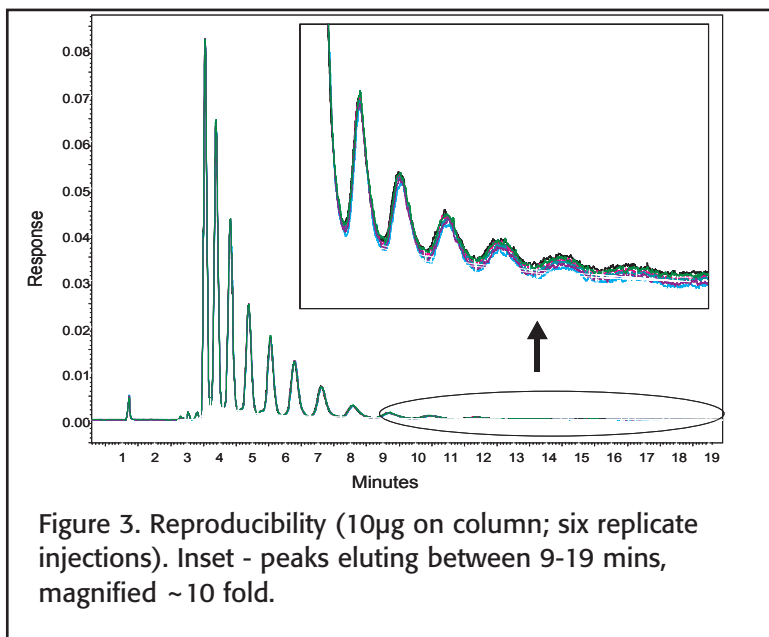 0.08
0.07
0.06
0.05
0.04
0.03
0.02
0.01
0.00
Response
1 2 3 4 5 6 7 8 9 10 11 12 13 14 15 16 17 18 19
Minutes
Figure 3. Reproducibility (10µg on column; six replicate
injections). Inset - peaks eluting between 9-19 mins,
magnified ~10 fold.